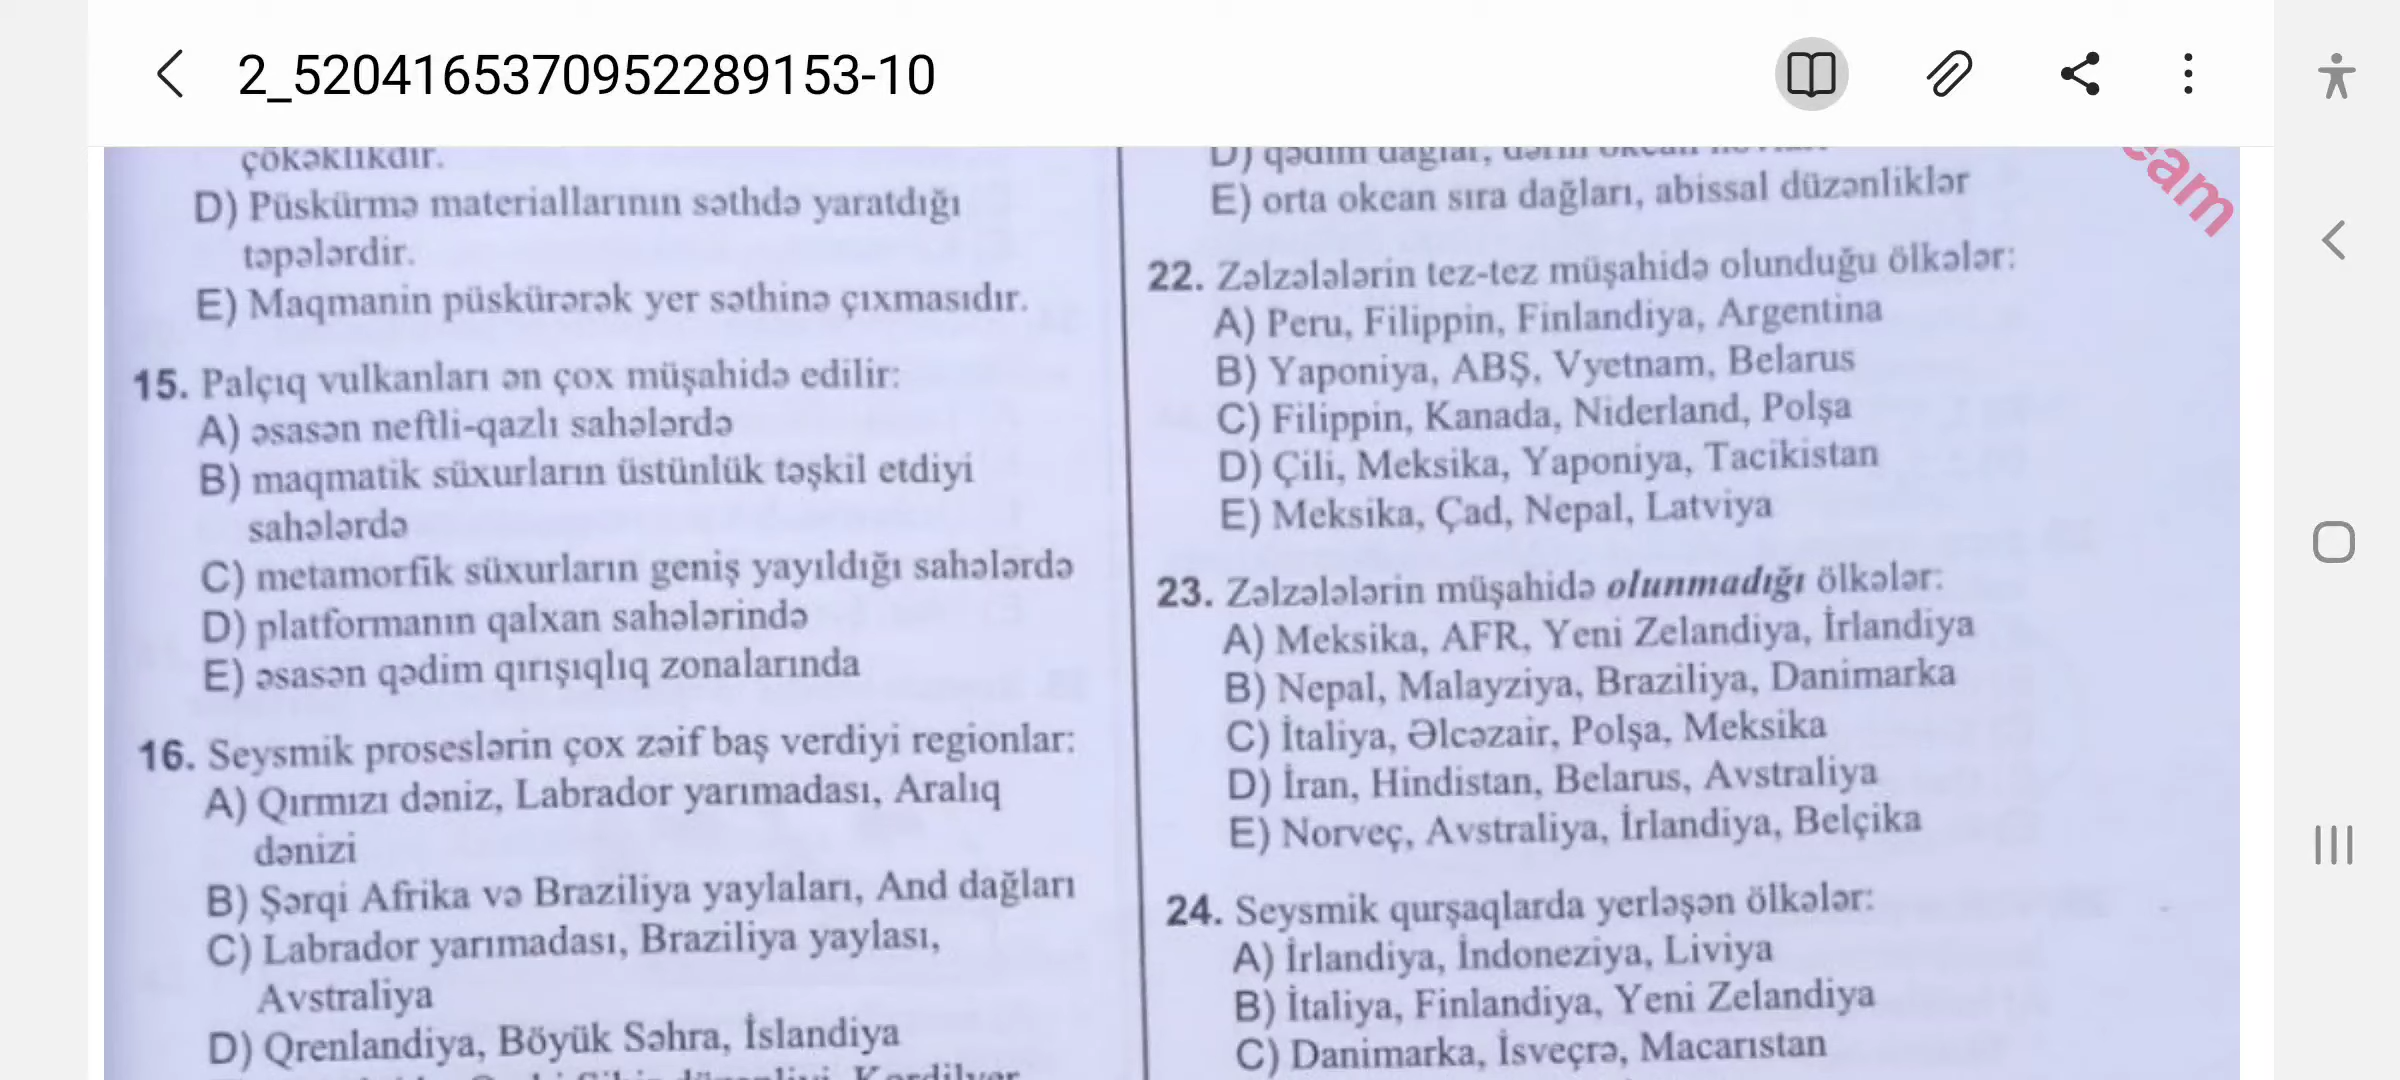 2_5204165370952289153-10
çökəklikdir.
D) Püskürmə materiallarının səthdə yaratdığı
təpələrdir.
E) Maqmanin püskürərək yer səthinə çıxmasıdır.
15. Palçıq vulkanları ən çox müşahidə edilir:
A) əsasən neftli-qazlı sahələrdə
B) maqmatik süxurların üstünlük təşkil etdiyi
sahələrdə
C) metamorfik süxurların geniş yayıldığı sahələrdə
D) platformanın qalxan sahələrində
E) əsasən qədim qırışıqlıq zonalarında
16. Seysmik proseslərin çox zəif baş verdiyi regionlar:
A) Qırmızı dəniz, Labrador yarımadası, Aralıq
dənizi
B) Şərqi Afrika və Braziliya yaylaları, And dağları
C) Labrador yarımadası, Braziliya yaylası,
Avstraliya
D) Qrenlandiya, Böyük Səhra, İslandiya
D) qədim dağlar, dərin okean
E) orta okean sıra dağları, abissal düzənliklər
22. Zəlzələlərin tez-tez müşahidə olunduğu ölkələr:
A) Peru, Filippin, Finlandiya, Argentina
B) Yaponiya, ABŞ, Vyetnam, Belarus
C) Filippin, Kanada, Niderland, Polşa
D) Çili, Meksika, Yaponiya, Tacikistan
E) Meksika, Çad, Nepal, Latviya
23. Zəlzələlərin müşahidə olunmadığı ölkələr:
A) Meksika, AFR, Yeni Zelandiya, İrlandiya
B) Nepal, Malayziya, Braziliya, Danimarka
C) İtaliya, Əlcəzair, Polşa, Meksika
D) İran, Hindistan, Belarus, Avstraliya
E) Norveç, Avstraliya, İrlandiya, Belçika
24. Seysmik qurşaqlarda yerləşən ölkələr:
A) İrlandiya, İndoneziya, Liviya
B) İtaliya, Finlandiya, Yeni Zelandiya
C) Danimarka, İsveçrə, Macarıstan